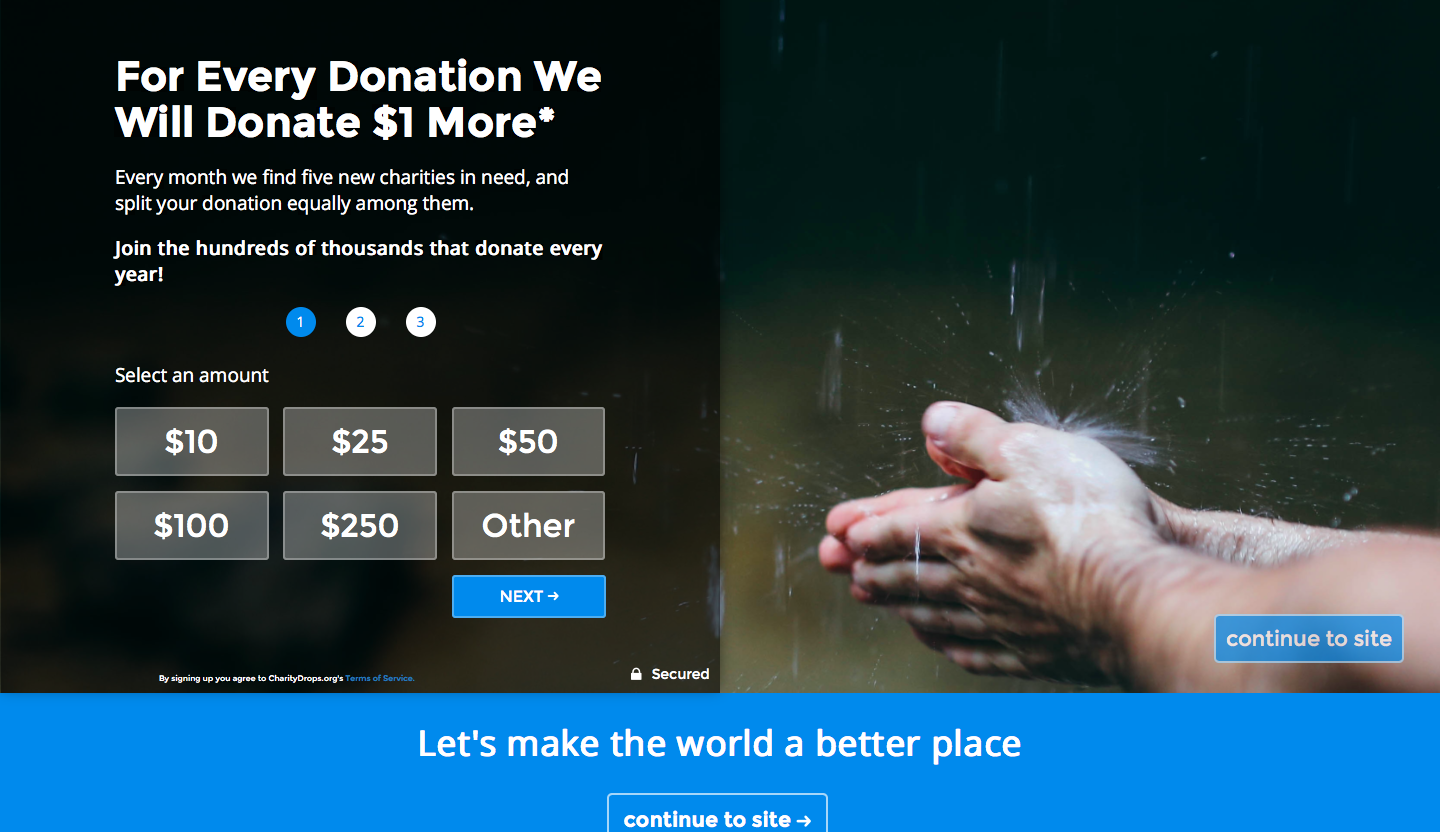 For Every Donation We
Will Donate $1 More*
Every month we find five new charities in need, and
split your donation equally among them.
Join the hundreds of thousands that donate every
year!
1 2 3
Select an amount
$10 $25 $50
$100 $250 Other
NEXT →
continue to site
By signing up you agree to CharityDrops.org's Terms of Service.
Secured
Let's make the world a better place
continue to site →